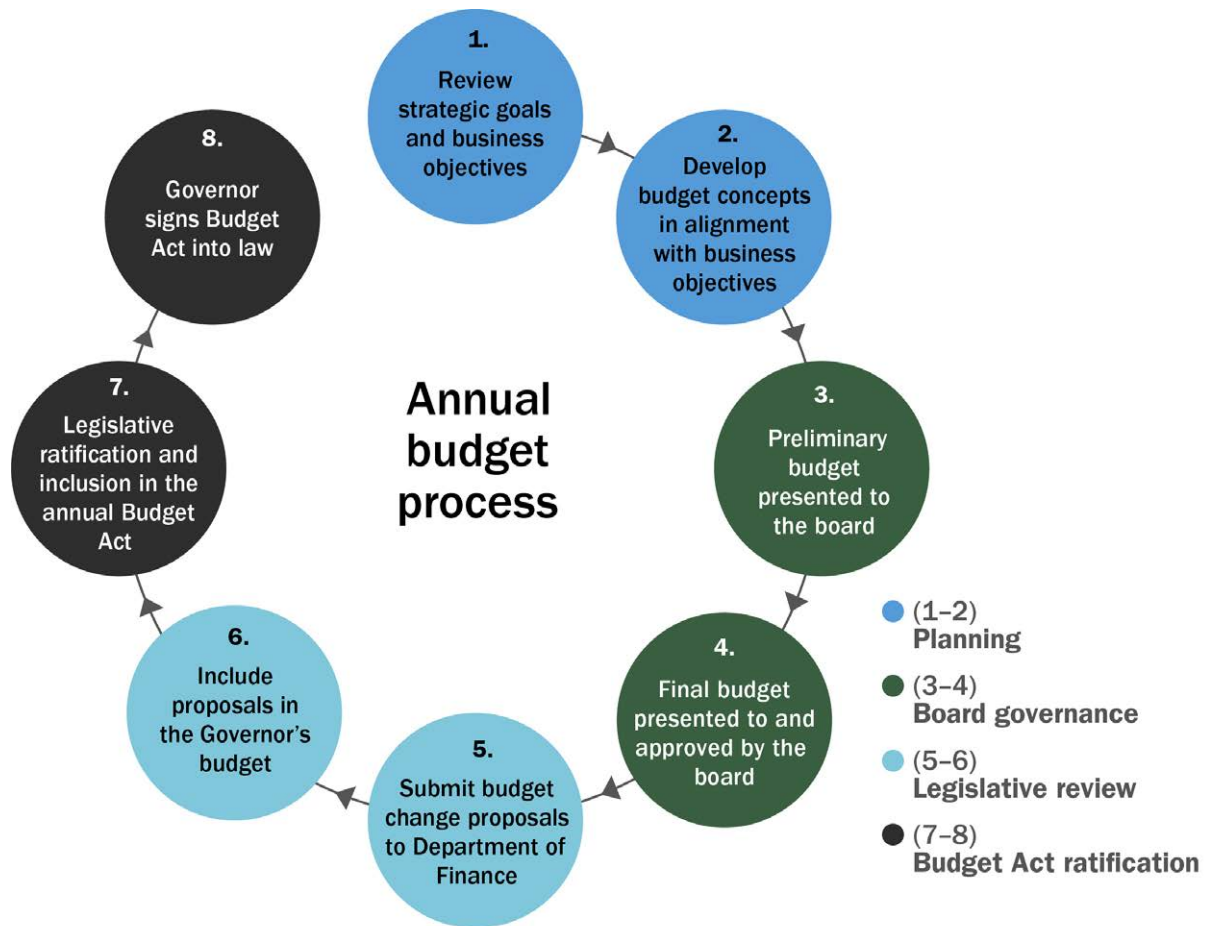 1.
Review
strategic goals
and business
objectives
2.
Develop
budget concepts
in alignment
with business
objectives
3.
Preliminary
budget
presented to
the board
4.
Final budget
presented to and
approved by the
board
5.
Submit budget
change proposals
to Department of
Finance
6.
Include
proposals in
the Governor’s
budget
7.
Legislative
ratification and
inclusion in the
annual Budget
Act
8.
Governor
signs Budget
Act into law
Annual
budget
process
(1–2)
Planning
(3–4)
Board governance
(5–6)
Legislative review
(7–8)
Budget Act ratification